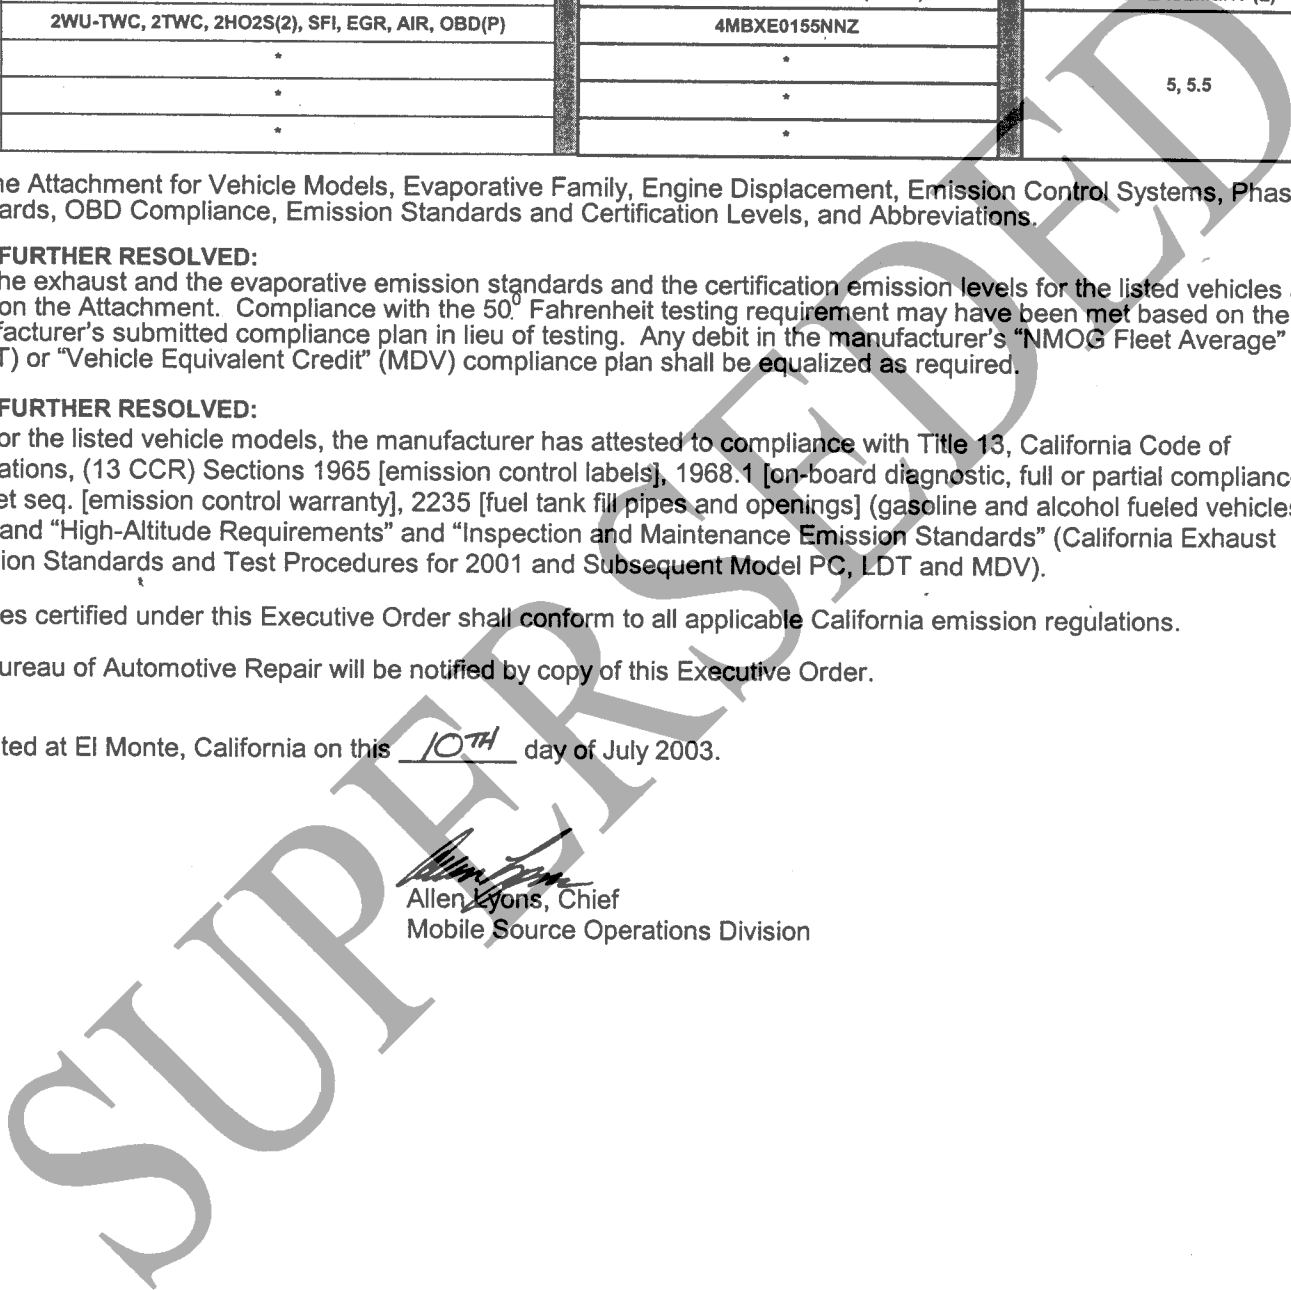 2WU-TWC, 2TWC, 2HO2S(2), SFI, EGR, AIR, OBD(P) 4MBXE0155NNZ
* *
* * 5, 5.5
* *
he Attachment for Vehicle Models, Evaporative Family, Engine Displacement, Emission Control Systems, Phas
ards, OBD Compliance, Emission Standards and Certification Levels, and Abbreviations.
FURTHER RESOLVED:
he exhaust and the evaporative emission standards and the certification emission levels for the listed vehicles
on the Attachment. Compliance with the 50° Fahrenheit testing requirement may have been met based on the
facturer's submitted compliance plan in lieu of testing. Any debit in the manufacturer's “NMOG Fleet Average”
T) or “Vehicle Equivalent Credit” (MDV) compliance plan shall be equalized as required.
FURTHER RESOLVED:
or the listed vehicle models, the manufacturer has attested to compliance with Title 13, California Code of
ations, (13 CCR) Sections 1965 [emission control labels], 1968.1 [on-board diagnostic, full or partial complianc
et seq. [emission control warranty], 2235 [fuel tank fill pipes and openings] (gasoline and alcohol fueled vehicles
and “High-Altitude Requirements” and “Inspection and Maintenance Emission Standards” (California Exhaust
ion Standards and Test Procedures for 2001 and Subsequent Model PC, LDT and MDV).
es certified under this Executive Order shall conform to all applicable California emission regulations.
ureau of Automotive Repair will be notified by copy of this Executive Order.
ted at El Monte, California on this 10TH day of July 2003.
Allen Lyons, Chief
Mobile Source Operations Division
SUPERSEDED